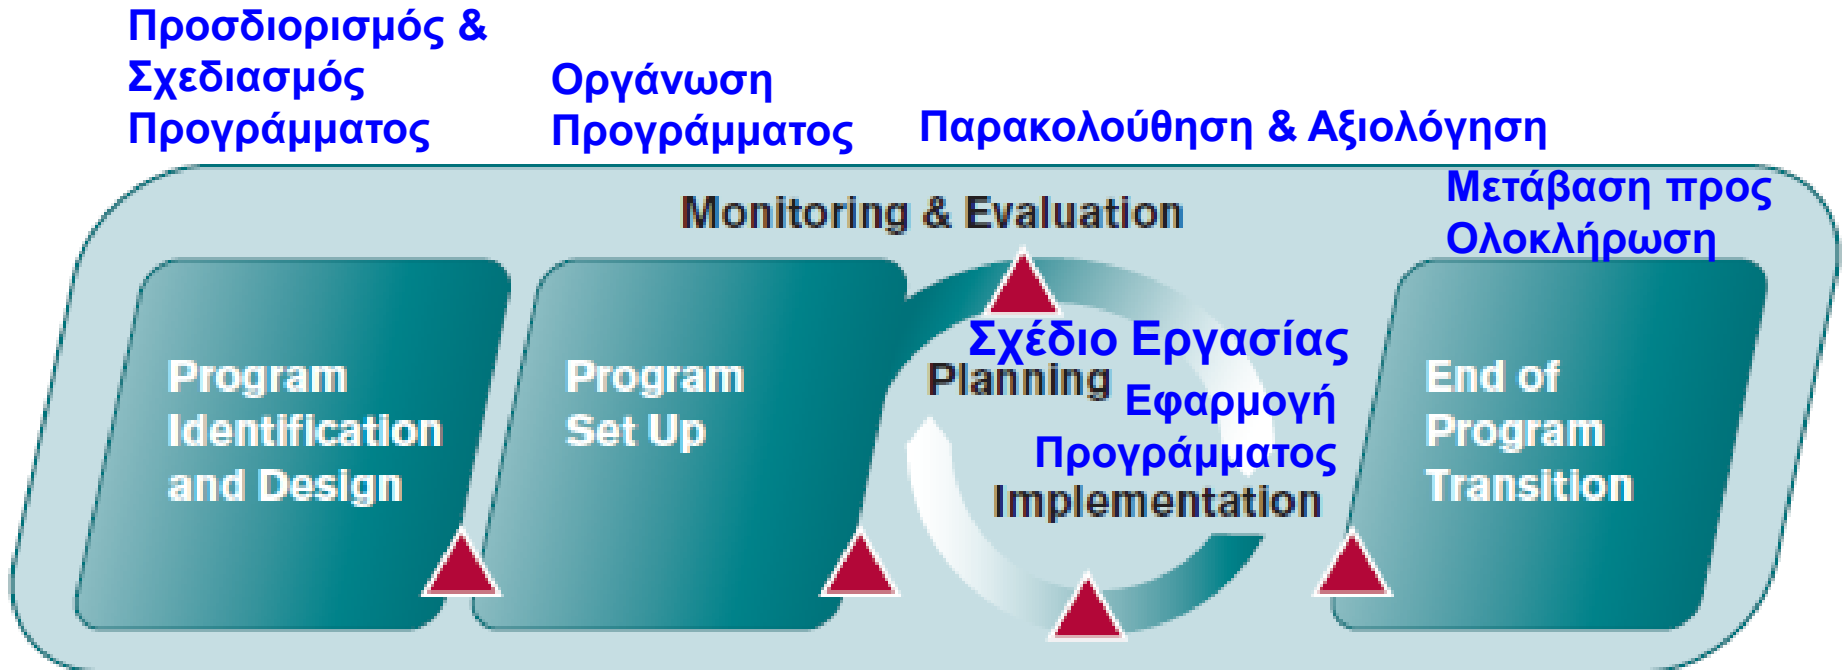 Προσδιορισμός &
Σχεδιασμός
Προγράμματος
Οργάνωση
Προγράμματος
Παρακολούθηση & Αξιολόγηση
Monitoring & Evaluation
Μετάβαση προς
Ολοκλήρωση
Program
Identification
and Design
Program
Set Up
Σχέδιο Εργασίας
Planning
Εφαρμογή
Προγράμματος
Implementation
End of
Program
Transition